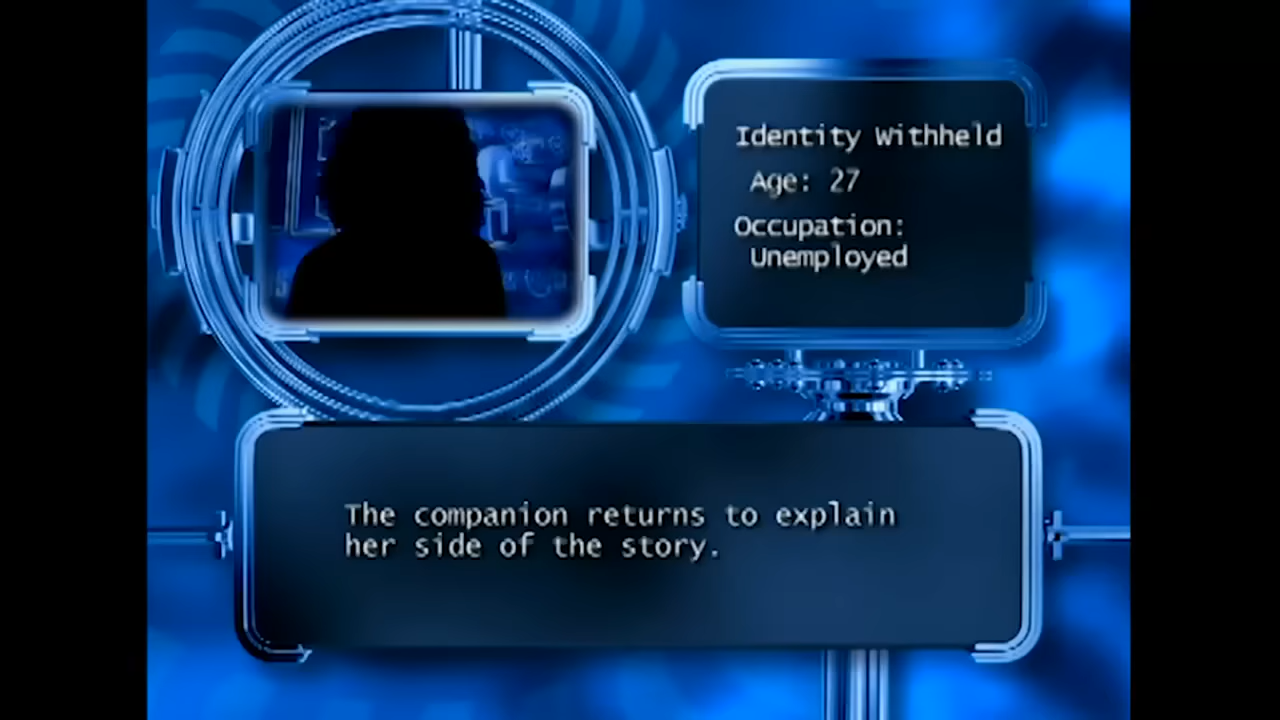 Identity Withheld
Age: 27
Occupation:
Unemployed
The companion returns to explain
her side of the story.